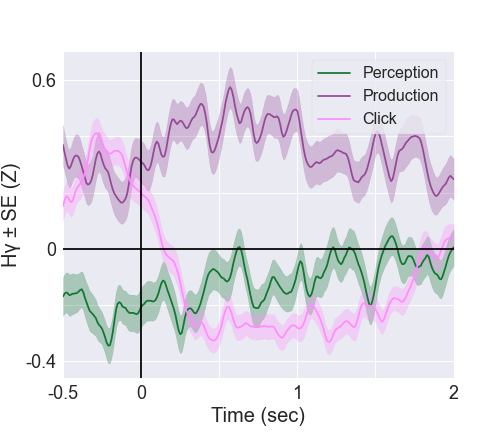 Perception
Production
Click
0.6
0
-0.4
Hγ ± SE (Z)
-0.5 0 1 2
Time (sec)